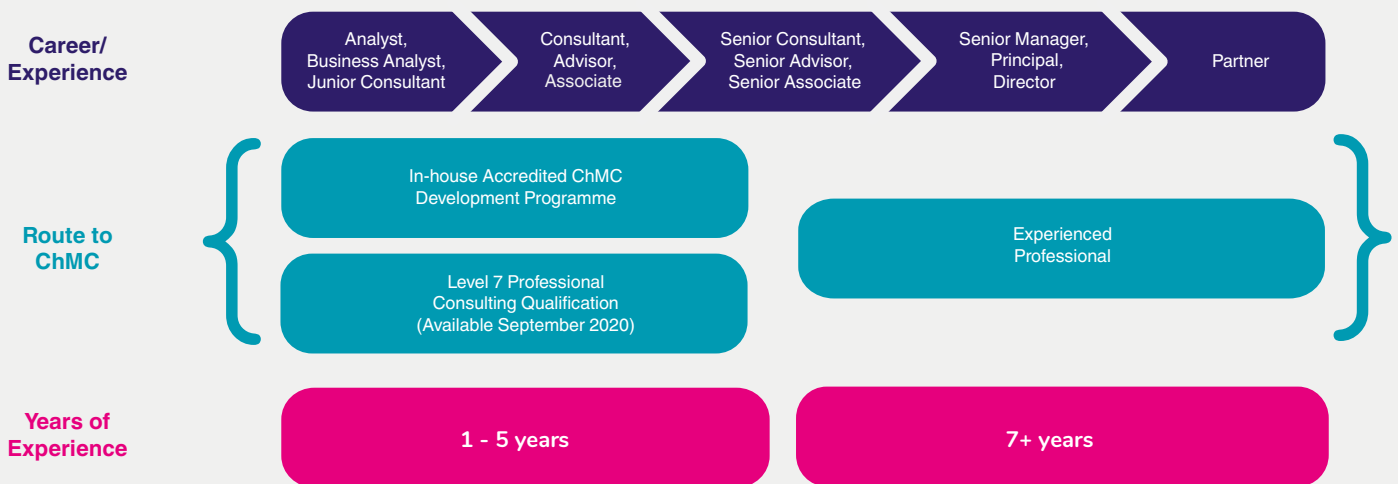 Career/
Experience
Analyst,
Business Analyst,
Junior Consultant
Consultant,
Advisor,
Associate
Senior Consultant,
Senior Advisor,
Senior Associate
Senior Manager,
Principal,
Director
Partner
Route to
ChMC
In-house Accredited ChMC
Development Programme
Level 7 Professional
Consulting Qualification
(Available September 2020)
Experienced
Professional
Years of
Experience
1 - 5 years
7+ years